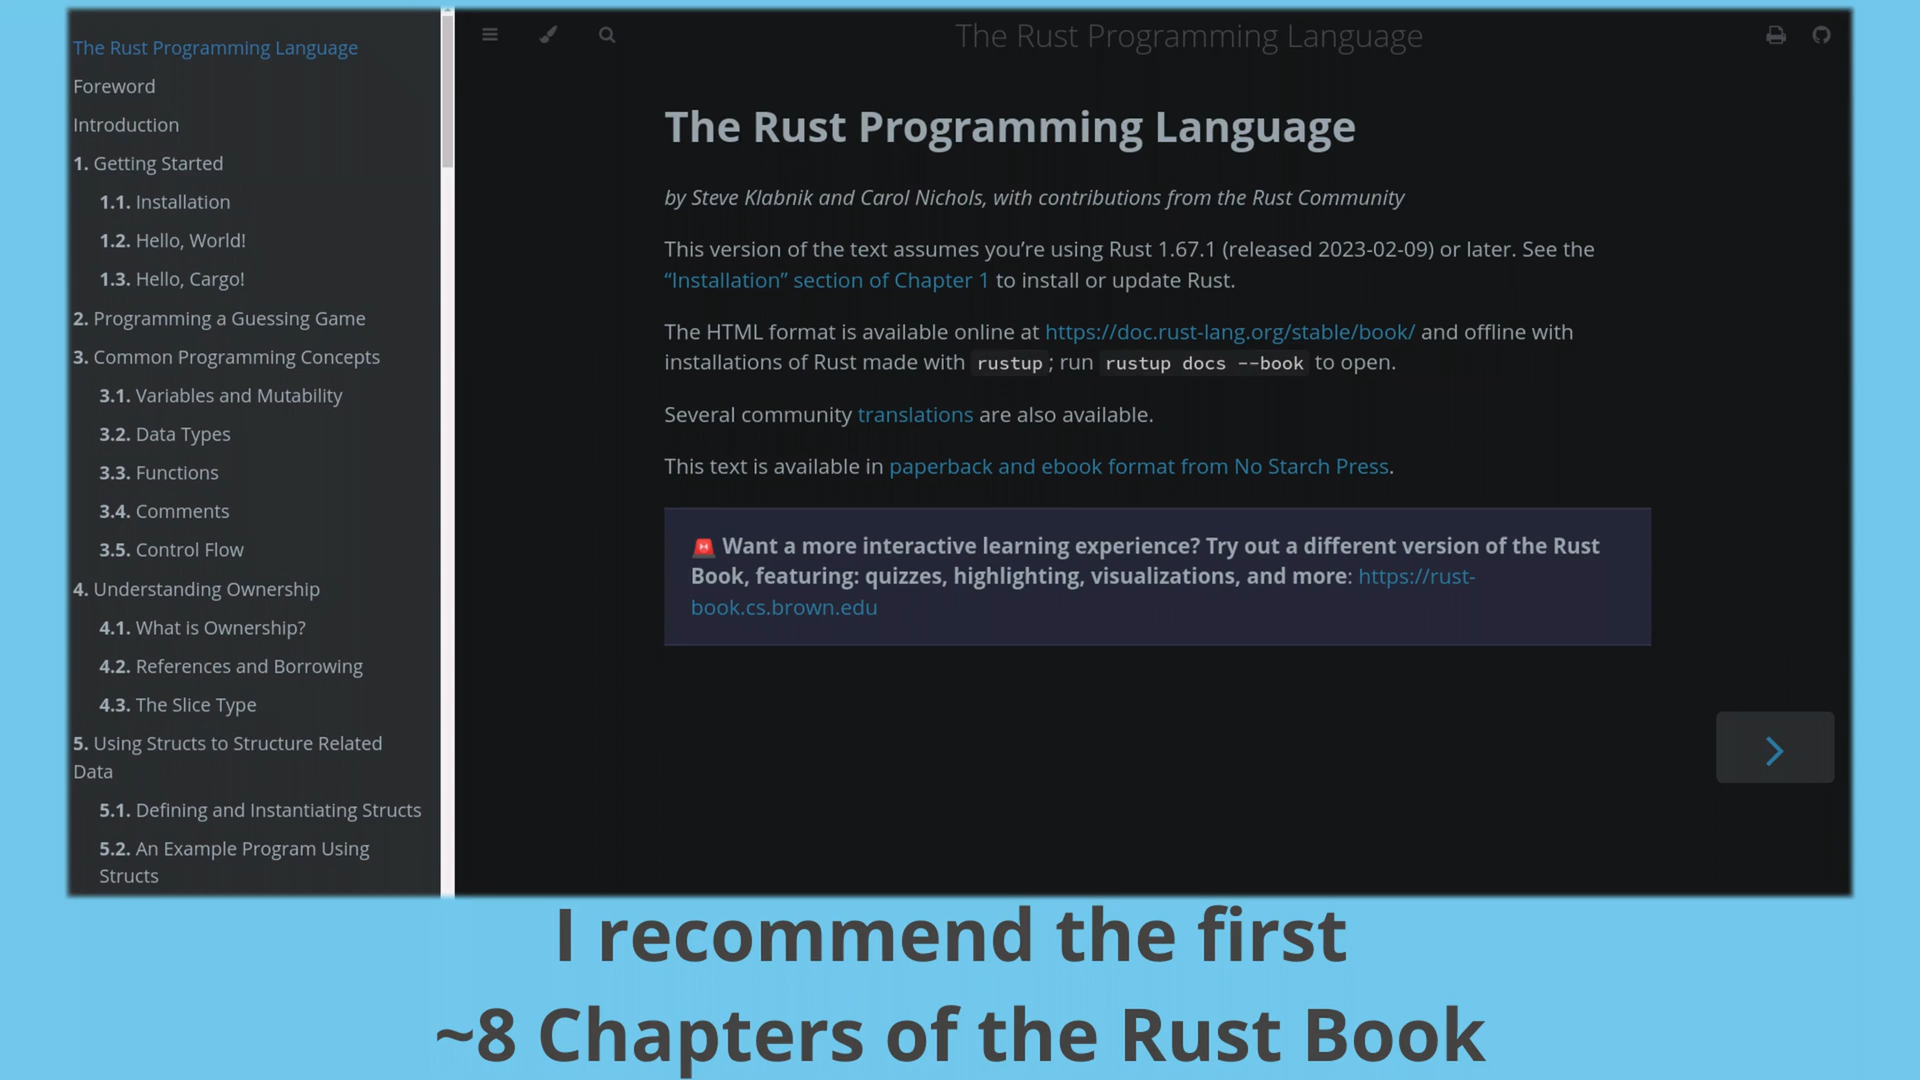 The Rust Programming Language
Foreword
Introduction
1. Getting Started
1.1. Installation
1.2. Hello, World!
1.3. Hello, Cargo!
2. Programming a Guessing Game
3. Common Programming Concepts
3.1. Variables and Mutability
3.2. Data Types
3.3. Functions
3.4. Comments
3.5. Control Flow
4. Understanding Ownership
4.1. What is Ownership?
4.2. References and Borrowing
4.3. The Slice Type
5. Using Structs to Structure Related
Data
5.1. Defining and Instantiating Structs
5.2. An Example Program Using
Structs
The Rust Programming Language
The Rust Programming Language
by Steve Klabnik and Carol Nichols, with contributions from the Rust Community
This version of the text assumes you’re using Rust 1.67.1 (released 2023-02-09) or later. See the
“Installation” section of Chapter 1 to install or update Rust.
The HTML format is available online at https://doc.rust-lang.org/stable/book/ and offline with
installations of Rust made with rustup; run rustup docs --book to open.
Several community translations are also available.
This text is available in paperback and ebook format from No Starch Press.
🚨 Want a more interactive learning experience? Try out a different version of the Rust
Book, featuring: quizzes, highlighting, visualizations, and more: https://rust-
book.cs.brown.edu
I recommend the first
~8 Chapters of the Rust Book